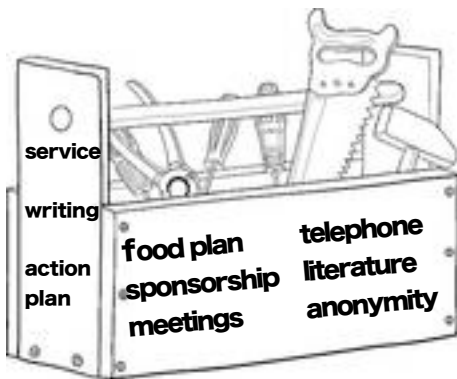 service
writing
action
plan
food plan
sponsorship
meetings
telephone
literature
anonymity